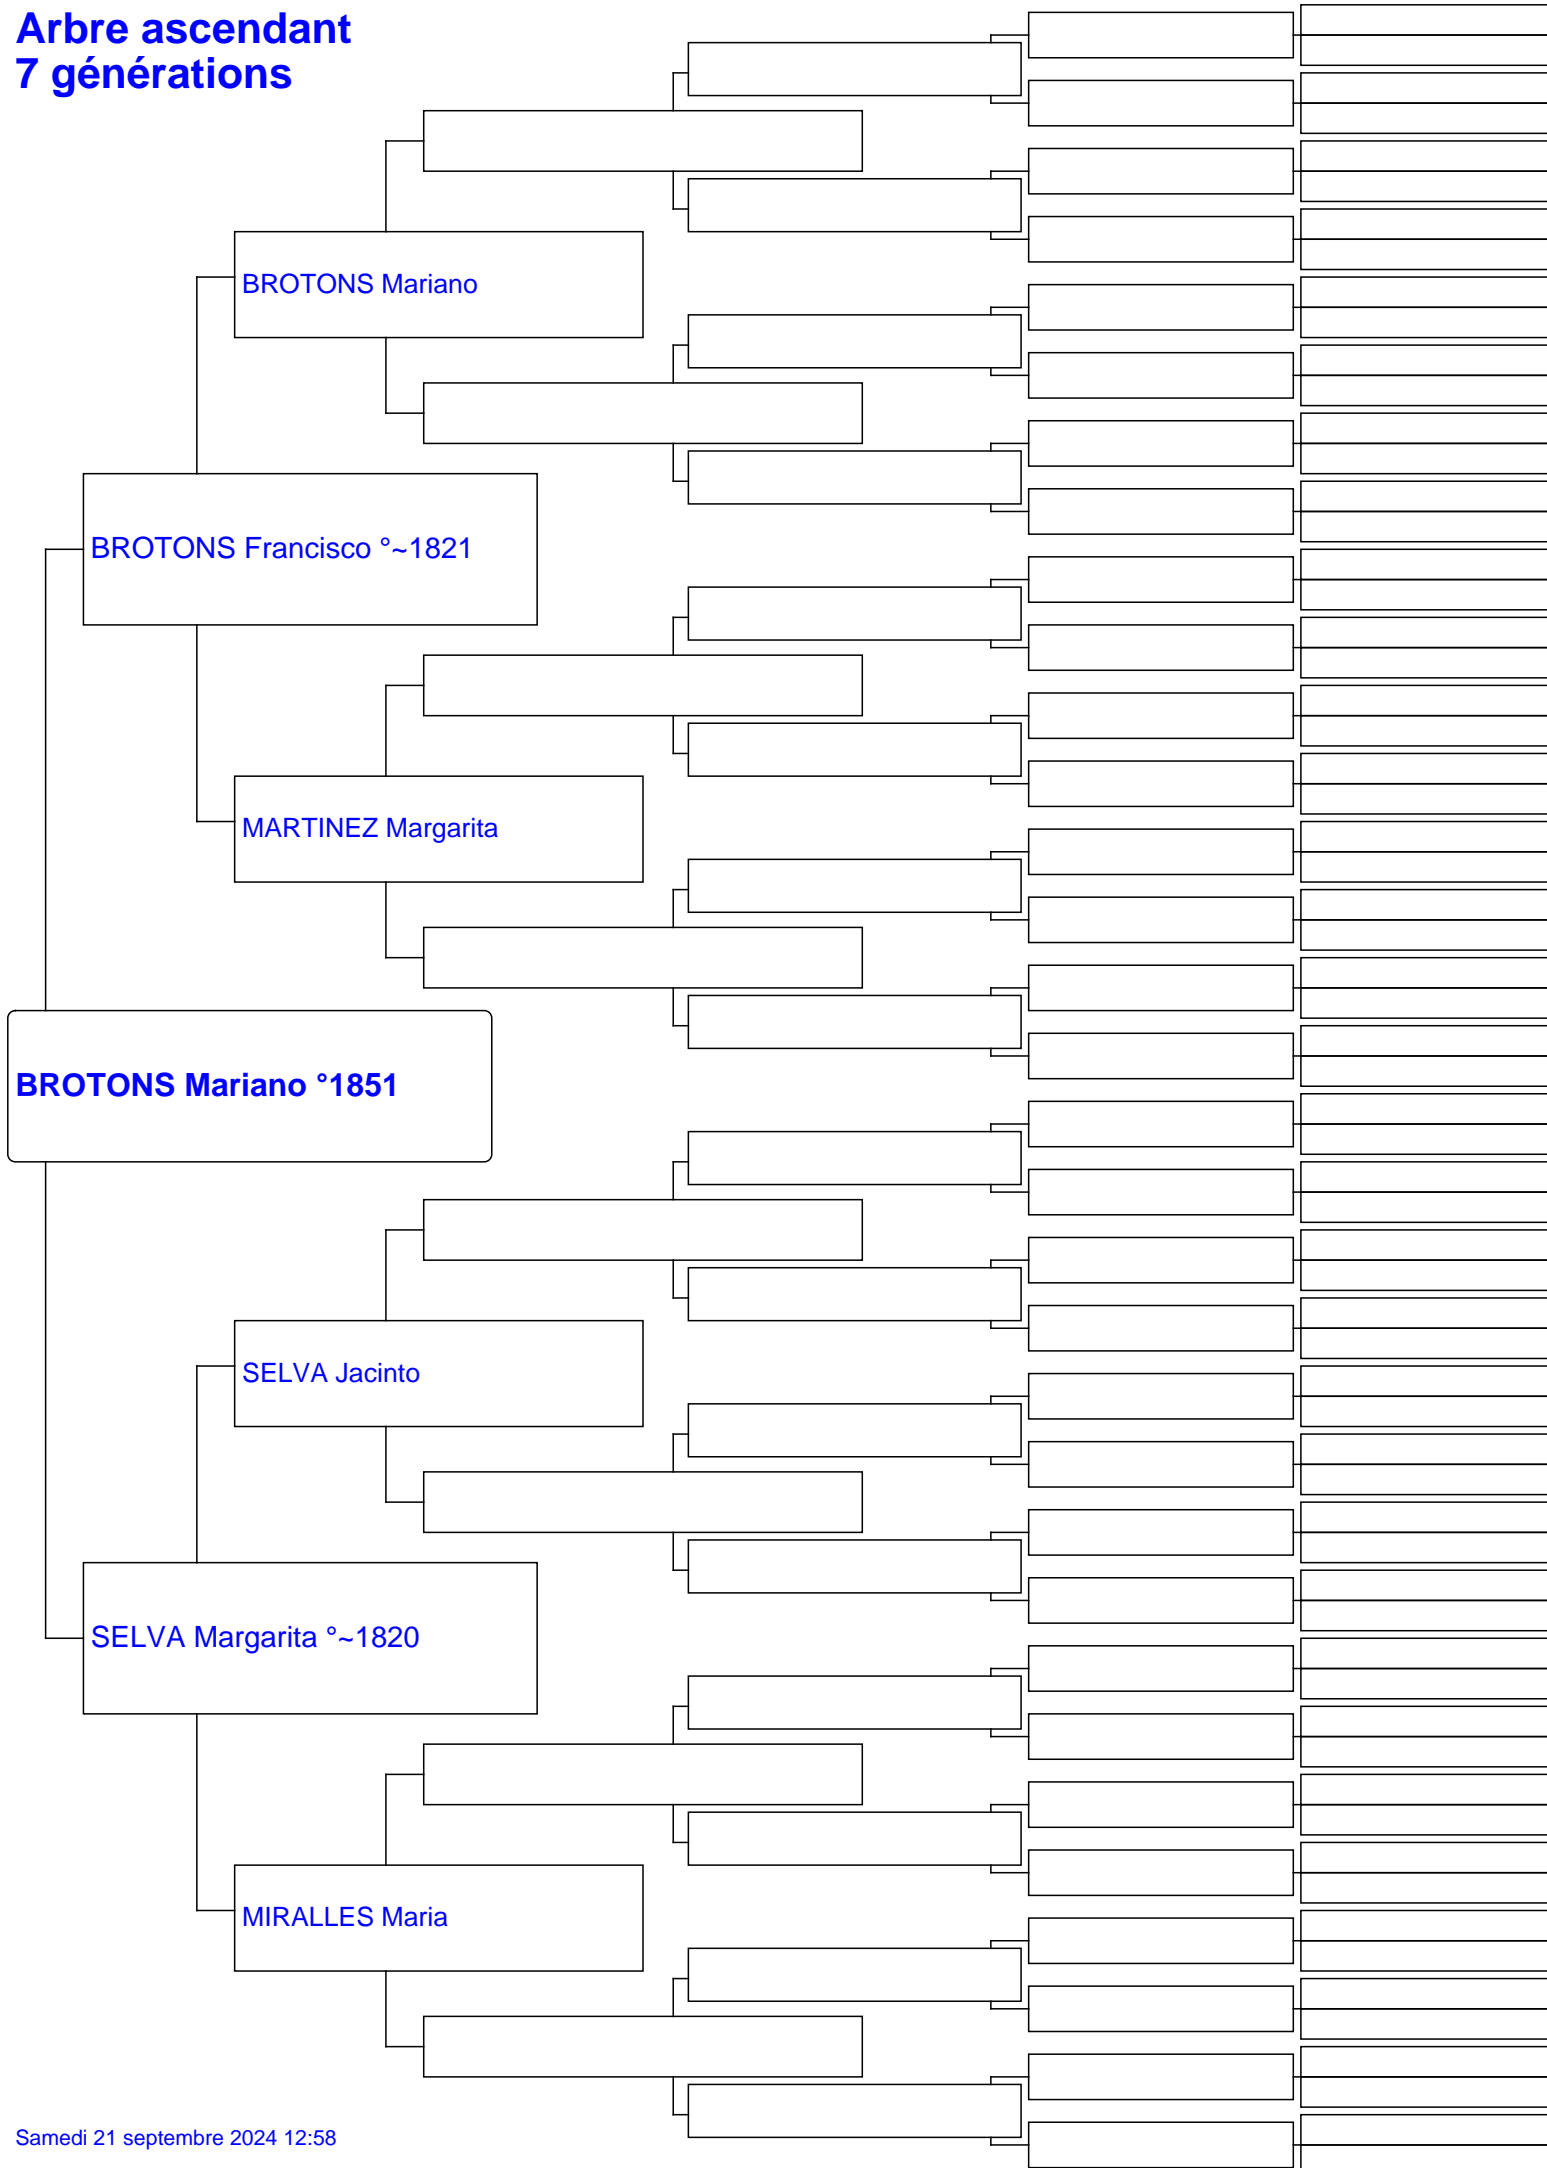 Arbre ascendant
7 générations
BROTONS Mariano
BROTONS Francisco °~1821
MARTINEZ Margarita
BROTONS Mariano °1851
SELVA Jacinto
SELVA Margarita °~1820
MIRALLES Maria
Samedi 21 septembre 2024 12:58